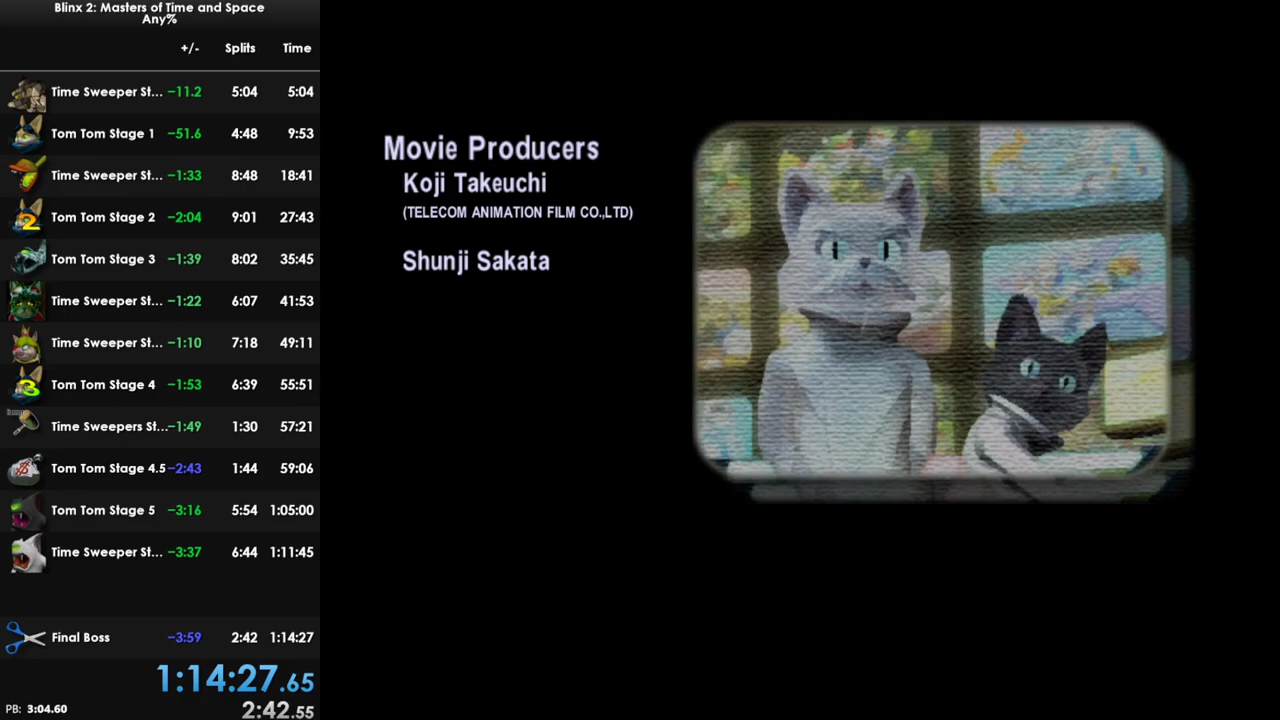 Blinx 2: Masters of Time and Space
Any%
+/- Splits Time
Time Sweeper St... −11.2 5:04 5:04
Tom Tom Stage 1 −51.6 4:48 9:53
Time Sweeper St... −1:33 8:48 18:41
Tom Tom Stage 2 −2:04 9:01 27:43
Tom Tom Stage 3 −1:39 8:02 35:45
Time Sweeper St... −1:22 6:07 41:53
Time Sweeper St... −1:10 7:18 49:11
Tom Tom Stage 4 −1:53 6:39 55:51
Time Sweepers St... −1:49 1:30 57:21
Tom Tom Stage 4.5 −2:43 1:44 59:06
Tom Tom Stage 5 −3:16 5:54 1:05:00
Time Sweeper St... −3:37 6:44 1:11:45
Final Boss −3:59 2:42 1:14:27
1:14:27.65
PB: 3:04.60 2:42.55
Movie Producers
Koji Takeuchi
(TELECOM ANIMATION FILM CO.,LTD)
Shunji Sakata